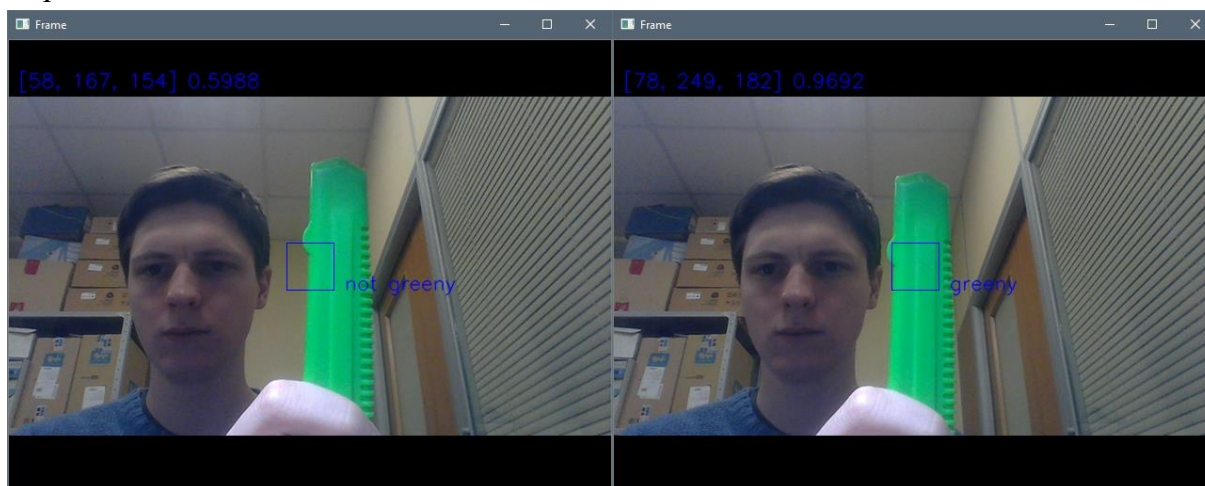 Frame
[58, 167, 154] 0.5988
not greeny
Frame
[78, 249, 182] 0.9692
greeny